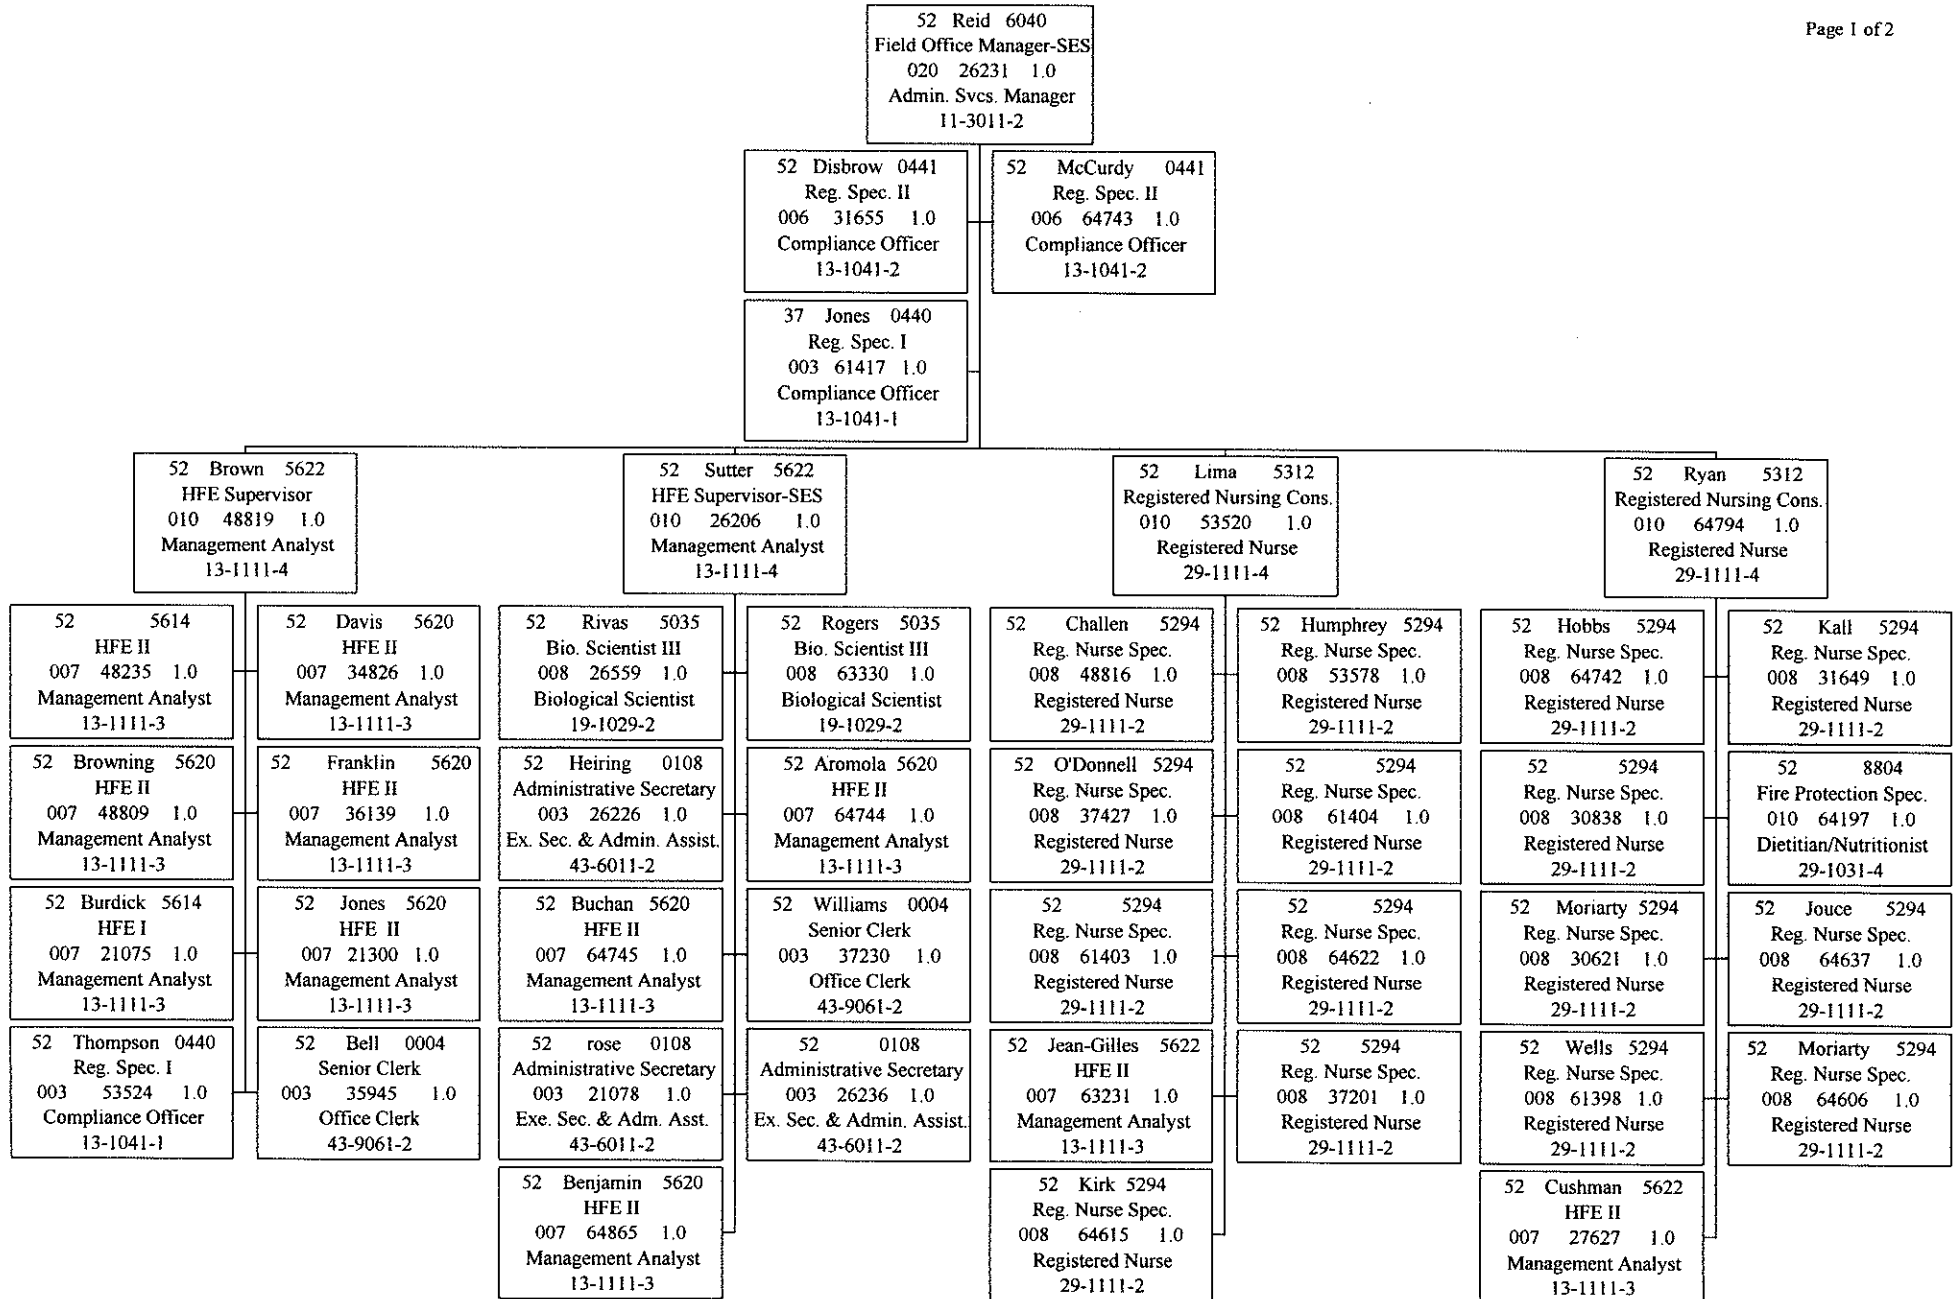 Page 1 of 2
52 Reid 6040
Field Office Manager-SES
020 26231 1.0
Admin. Svcs. Manager
11-3011-2
52 Disbrow 0441
Reg. Spec. II
006 31655 1.0
Compliance Officer
13-1041-2
52 McCurdy 0441
Reg. Spec. II
006 64743 1.0
Compliance Officer
13-1041-2
37 Jones 0440
Reg. Spec. I
003 61417 1.0
Compliance Officer
13-1041-1
52 Brown 5622
HFE Supervisor
010 48819 1.0
Management Analyst
13-1111-4
52 Sutter 5622
HFE Supervisor-SES
010 26206 1.0
Management Analyst
13-1111-4
52 Lima 5312
Registered Nursing Cons.
010 53520 1.0
Registered Nurse
29-1111-4
52 Ryan 5312
Registered Nursing Cons.
010 64794 1.0
Registered Nurse
29-1111-4
52 5614
HFE II
007 48235 1.0
Management Analyst
13-1111-3
52 Davis 5620
HFE II
007 34826 1.0
Management Analyst
13-1111-3
52 Browning 5620
HFE II
007 48809 1.0
Management Analyst
13-1111-3
52 Franklin 5620
HFE II
007 36139 1.0
Management Analyst
13-1111-3
52 Burdick 5614
HFE I
007 21075 1.0
Management Analyst
13-1111-3
52 Jones 5620
HFE II
007 21300 1.0
Management Analyst
13-1111-3
52 Thompson 0440
Reg. Spec. I
003 53524 1.0
Compliance Officer
13-1041-1
52 Bell 0004
Senior Clerk
003 35945 1.0
Office Clerk
43-9061-2
52 Rivas 5035
Bio. Scientist III
008 26559 1.0
Biological Scientist
19-1029-2
52 Rogers 5035
Bio. Scientist III
008 63330 1.0
Biological Scientist
19-1029-2
52 Heiring 0108
Administrative Secretary
003 26226 1.0
Ex. Sec. & Admin. Assist.
43-6011-2
52 Aromola 5620
HFE II
007 64744 1.0
Management Analyst
13-1111-3
52 Buchan 5620
HFE II
007 64745 1.0
Management Analyst
13-1111-3
52 Williams 0004
Senior Clerk
003 37230 1.0
Office Clerk
43-9061-2
52 rose 0108
Administrative Secretary
003 21078 1.0
Exe. Sec. & Adm. Asst.
43-6011-2
52 0108
Administrative Secretary
003 26236 1.0
Ex. Sec. & Admin. Assist.
43-6011-2
52 Benjamin 5620
HFE II
007 64865 1.0
Management Analyst
13-1111-3
52 Challen 5294
Reg. Nurse Spec.
008 48816 1.0
Registered Nurse
29-1111-2
52 Humphrey 5294
Reg. Nurse Spec.
008 53578 1.0
Registered Nurse
29-1111-2
52 O'Donnell 5294
Reg. Nurse Spec.
008 37427 1.0
Registered Nurse
29-1111-2
52 5294
Reg. Nurse Spec.
008 61404 1.0
Registered Nurse
29-1111-2
52 5294
Reg. Nurse Spec.
008 61403 1.0
Registered Nurse
29-1111-2
52 5294
Reg. Nurse Spec.
008 64622 1.0
Registered Nurse
29-1111-2
52 Jean-Gilles 5622
HFE II
007 63231 1.0
Management Analyst
13-1111-3
52 5294
Reg. Nurse Spec.
008 37201 1.0
Registered Nurse
29-1111-2
52 Kirk 5294
Reg. Nurse Spec.
008 64615 1.0
Registered Nurse
29-1111-2
52 Hobbs 5294
Reg. Nurse Spec.
008 64742 1.0
Registered Nurse
29-1111-2
52 Kall 5294
Reg. Nurse Spec.
008 31649 1.0
Registered Nurse
29-1111-2
52 5294
Reg. Nurse Spec.
008 30838 1.0
Registered Nurse
29-1111-2
52 8804
Fire Protection Spec.
010 64197 1.0
Dietitian/Nutritionist
29-1031-4
52 Moriarty 5294
Reg. Nurse Spec.
008 30621 1.0
Registered Nurse
29-1111-2
52 Jouce 5294
Reg. Nurse Spec.
008 64637 1.0
Registered Nurse
29-1111-2
52 Wells 5294
Reg. Nurse Spec.
008 61398 1.0
Registered Nurse
29-1111-2
52 Moriarty 5294
Reg. Nurse Spec.
008 64606 1.0
Registered Nurse
29-1111-2
52 Cushman 5622
HFE II
007 27627 1.0
Management Analyst
13-1111-3